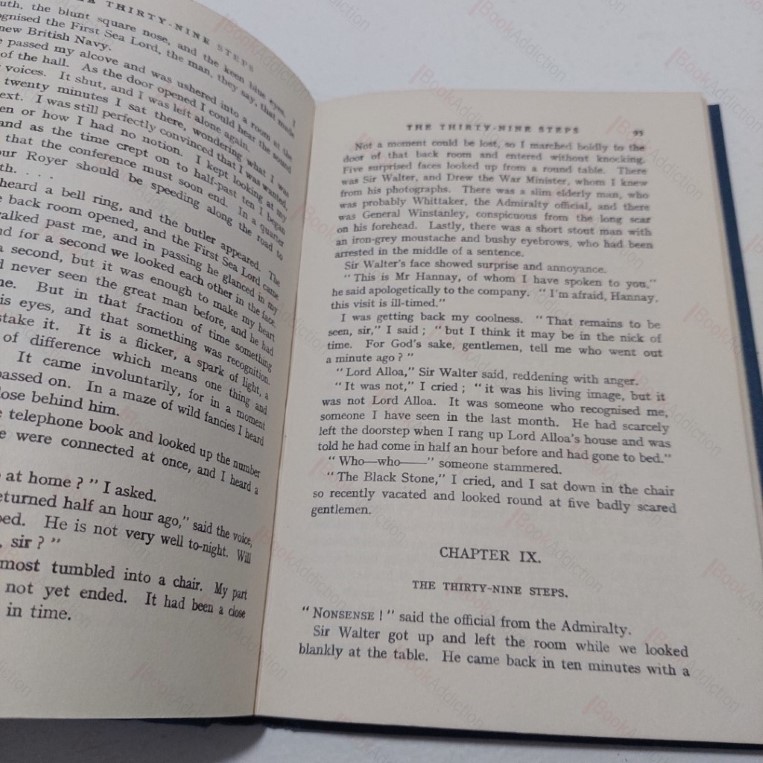 A THIRTY-NINE STEPS
uth, the blunt square nose, and the keen blue eyes. I
ognised the First Sea Lord, the man, they say, that made
new British Navy.
e passed my alcove and was ushered into a room at the
of the hall. As the door opened I could hear the sound
voices. It shut, and I was left alone again.
twenty minutes I sat there, wondering what I was
ext. I was still perfectly convinced that I was wanted,
en or how I had no notion. I kept looking at my
and as the time crept on to half-past ten I began
that the conference must soon end. In a quarter
our Royer should be speeding along the road to
th. . . .
heard a bell ring, and the butler appeared. The
e back room opened, and the First Sea Lord came
walked past me, and in passing he glanced in my
nd for a second we looked each other in the face.
a second, but it was enough to make my heart
d never seen the great man before, and he had
me. But in that fraction of time something
is eyes, and that something was recognition.
stake it. It is a flicker, a spark of light, a
of difference which means one thing and
It came involuntarily, for in a moment
passed on. In a maze of wild fancies I heard
lose behind him.
e telephone book and looked up the number
e were connected at once, and I heard a
at home ? " I asked.
eturned half an hour ago," said the voice,
bed. He is not very well to-night. Will
, sir ? "
most tumbled into a chair. My part
not yet ended. It had been a close
in time.
THE THIRTY-NINE STEPS 95
Not a moment could be lost, so I marched boldly to the
door of that back room and entered without knocking.
Five surprised faces looked up from a round table. There
was Sir Walter, and Drew the War Minister, whom I knew
from his photographs. There was a slim elderly man, who
was probably Whittaker, the Admiralty official, and there
was General Winstanley, conspicuous from the long scar
on his forehead. Lastly, there was a short stout man with
an iron-grey moustache and bushy eyebrows, who had been
arrested in the middle of a sentence.
Sir Walter's face showed surprise and annoyance.
" This is Mr Hannay, of whom I have spoken to you,"
he said apologetically to the company. " I'm afraid, Hannay,
this visit is ill-timed."
I was getting back my coolness. " That remains to be
seen, sir," I said ; " but I think it may be in the nick of
time. For God's sake, gentlemen, tell me who went out
a minute ago ? "
" Lord Alloa," Sir Walter said, reddening with anger.
" It was not," I cried ; " it was his living image, but it
was not Lord Alloa. It was someone who recognised me,
someone I have seen in the last month. He had scarcely
left the doorstep when I rang up Lord Alloa's house and was
told he had come in half an hour before and had gone to bed."
" Who—who——" someone stammered.
" The Black Stone," I cried, and I sat down in the chair
so recently vacated and looked round at five badly scared
gentlemen.
CHAPTER IX.
THE THIRTY-NINE STEPS.
" NONSENSE ! " said the official from the Admiralty.
Sir Walter got up and left the room while we looked
blankly at the table. He came back in ten minutes with a
BookAddiction